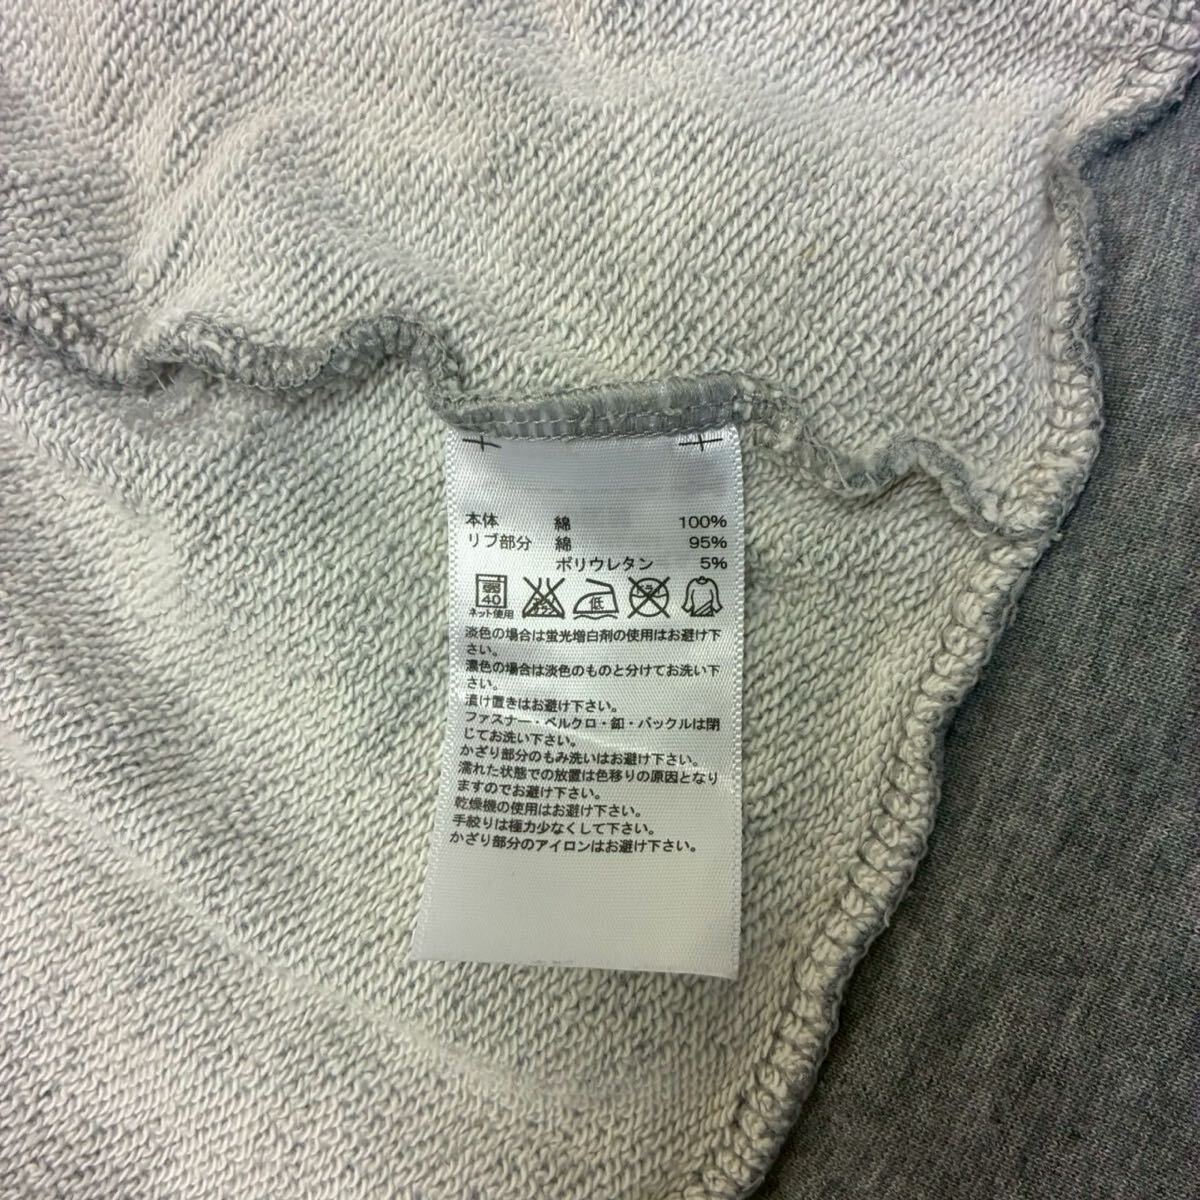 本体 綿 100%
リブ部分 綿 95%
ポリウレタン 5%
弱 40 エンソサラシ 低 ドライ
ネット使用
淡色の場合は蛍光増白剤の使用はお避け下
さい。
濃色の場合は淡色のものと分けてお洗い下
さい。
漬け置きはお避け下さい。
ファスナー・ベルクロ・釦・バックルは閉
じてお洗い下さい。
かざり部分のもみ洗いはお避け下さい。
濡れた状態での放置は色移りの原因となり
ますのでお避け下さい。
乾燥機の使用はお避け下さい。
手絞りは極力少なくして下さい。
かざり部分のアイロンはお避け下さい。